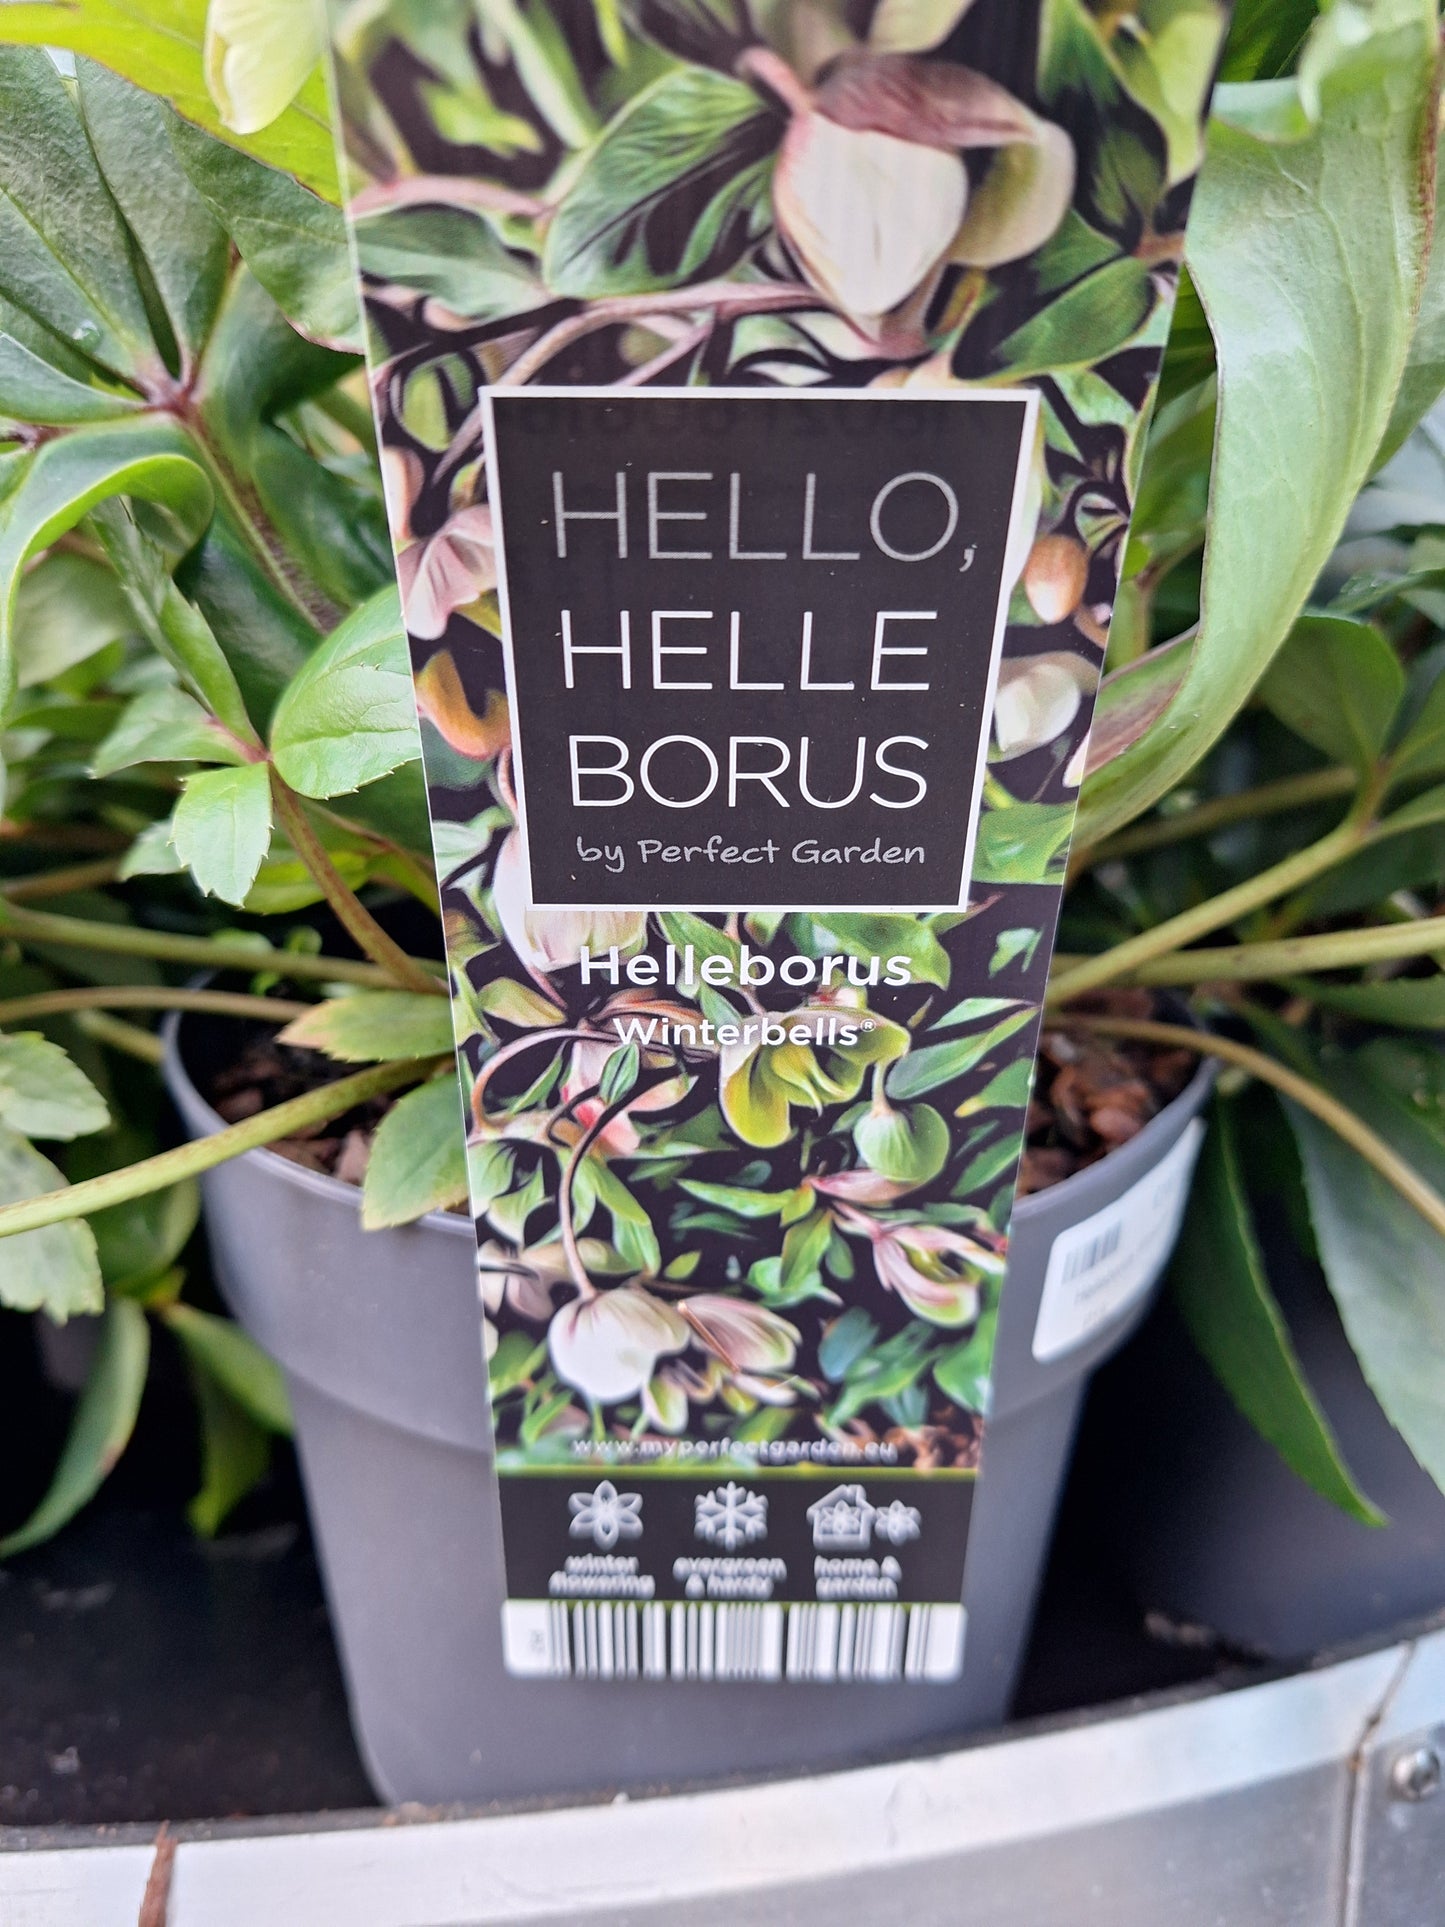 HELLO,
HELLE
BORUS
by Perfect Garden
Helleborus
Winterbells®
www.myperfectgarden.eu
winter
flowering
evergreen
& hardy
home &
garden